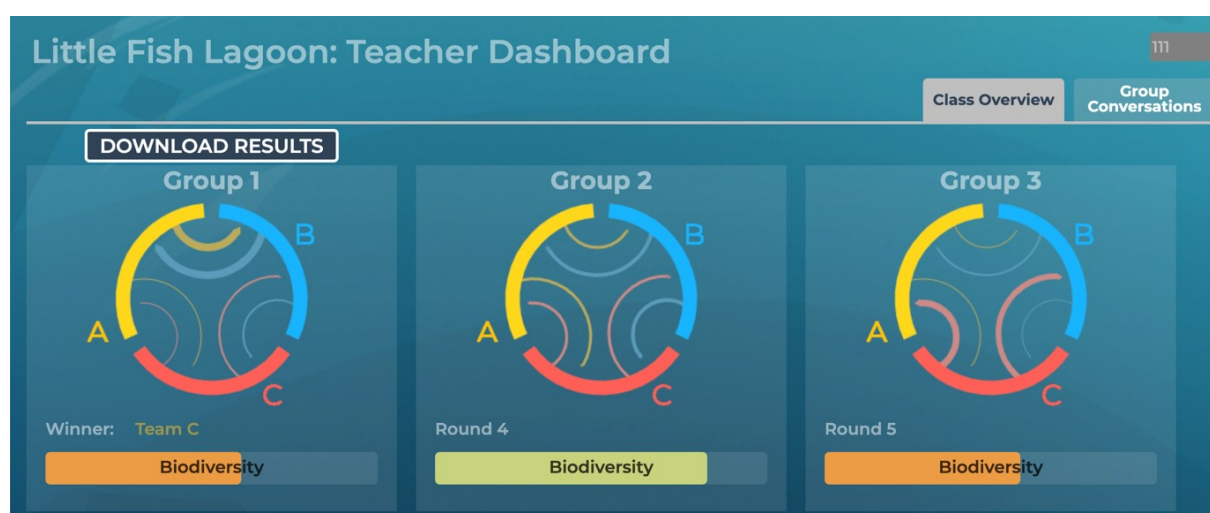 Little Fish Lagoon: Teacher Dashboard
111
Class Overview
Group
Conversations
DOWNLOAD RESULTS
Group 1
B
A
C
Winner: Team C
Biodiversity
Group 2
B
A
C
Round 4
Biodiversity
Group 3
B
A
C
Round 5
Biodiversity